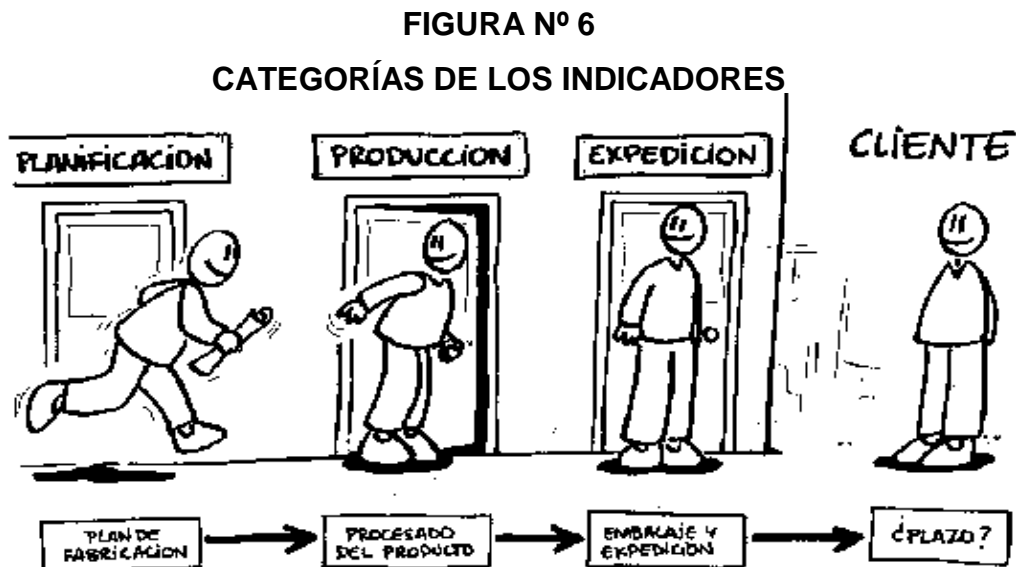 FIGURA Nº 6
CATEGORÍAS DE LOS INDICADORES
PLANIFICACION
PRODUCCION
EXPEDICION
CLIENTE
PLAN DE
FABRICACION
PROCESADO
DEL PRODUCTO
EMBALAJE Y
EXPEDICION
¿PLAZO?